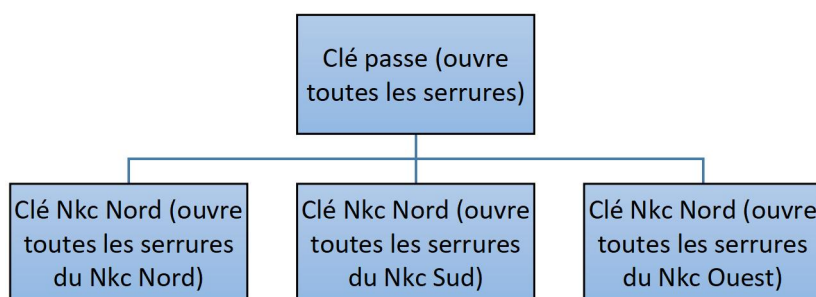 Clé passe (ouvre
toutes les serrures)
Clé Nkc Nord (ouvre
toutes les serrures
du Nkc Nord)
Clé Nkc Nord (ouvre
toutes les serrures
du Nkc Sud)
Clé Nkc Nord (ouvre
toutes les serrures
du Nkc Ouest)